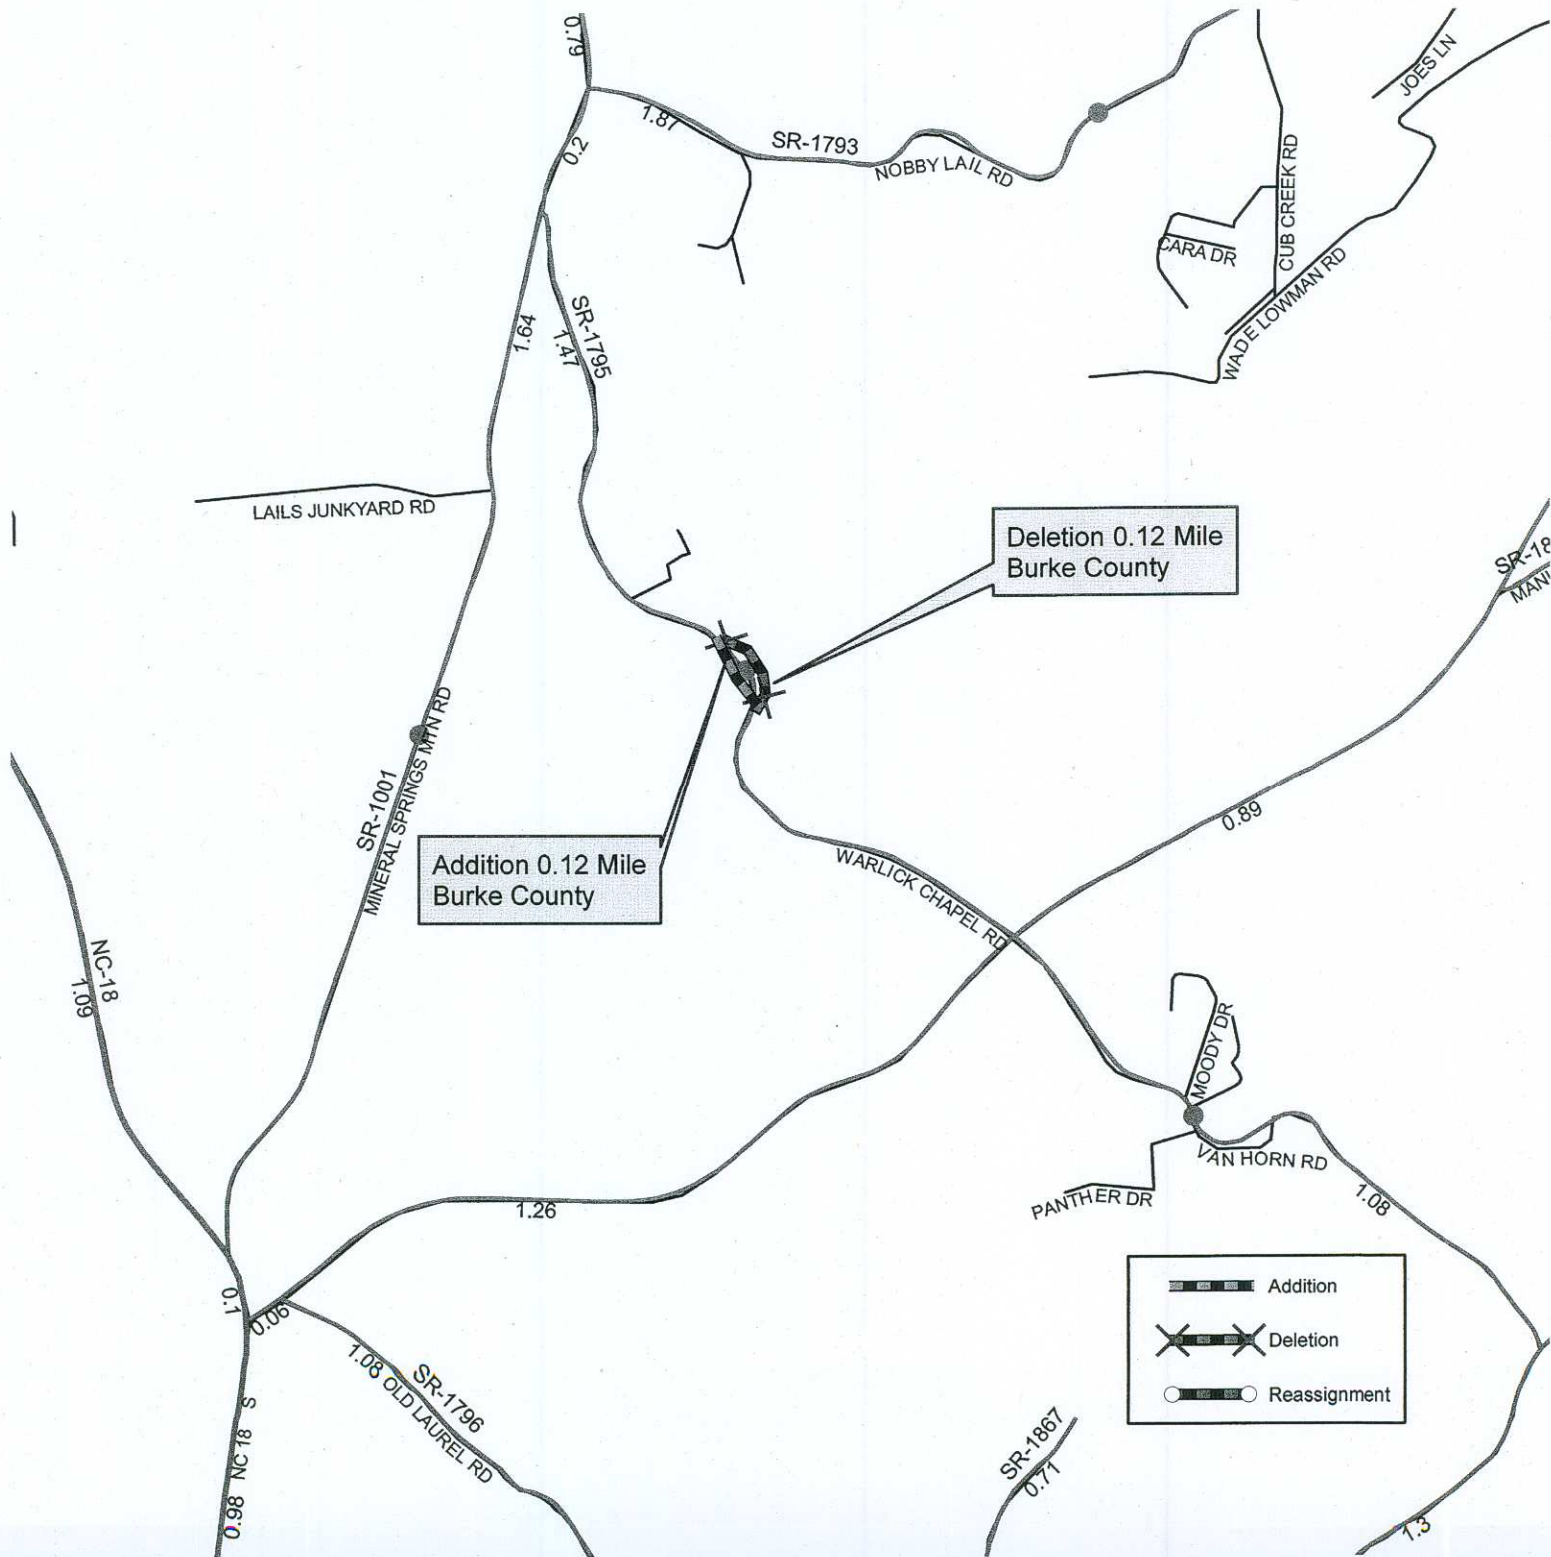 0.79
JOES LN
1.87
0.2
SR-1793
NOBBY LAIL RD
CUB CREEK RD
CARA DR
WADE LOWMAN RD
SR-1795
1.47
1.64
LAILS JUNKYARD RD
Deletion 0.12 Mile
Burke County
SR-18
MAN
SR-1001
MINERAL SPRINGS MTN RD
0.89
Addition 0.12 Mile
Burke County
WARLICK CHAPEL RD
NC-18
1.09
MOODY DR
VAN HORN RD
PANTHER DR
1.08
1.26
0.1
0.06
Addition
Deletion
Reassignment
1.08
OLD LAUREL RD
SR-1796
NC 18 S
0.98
SR-1867
0.71
1.3